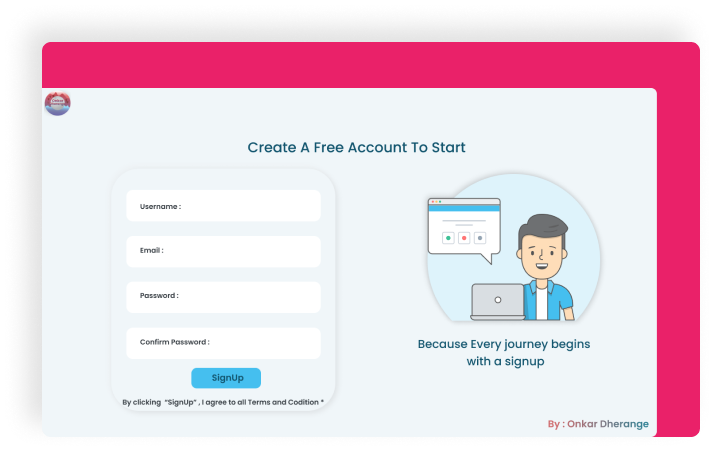 Create A Free Account To Start
Username :
Email :
Password :
Confirm Password :
SignUp
By clicking "SignUp" , I agree to all Terms and Codition *
Because Every journey begins
with a signup
By : Onkar Dherange